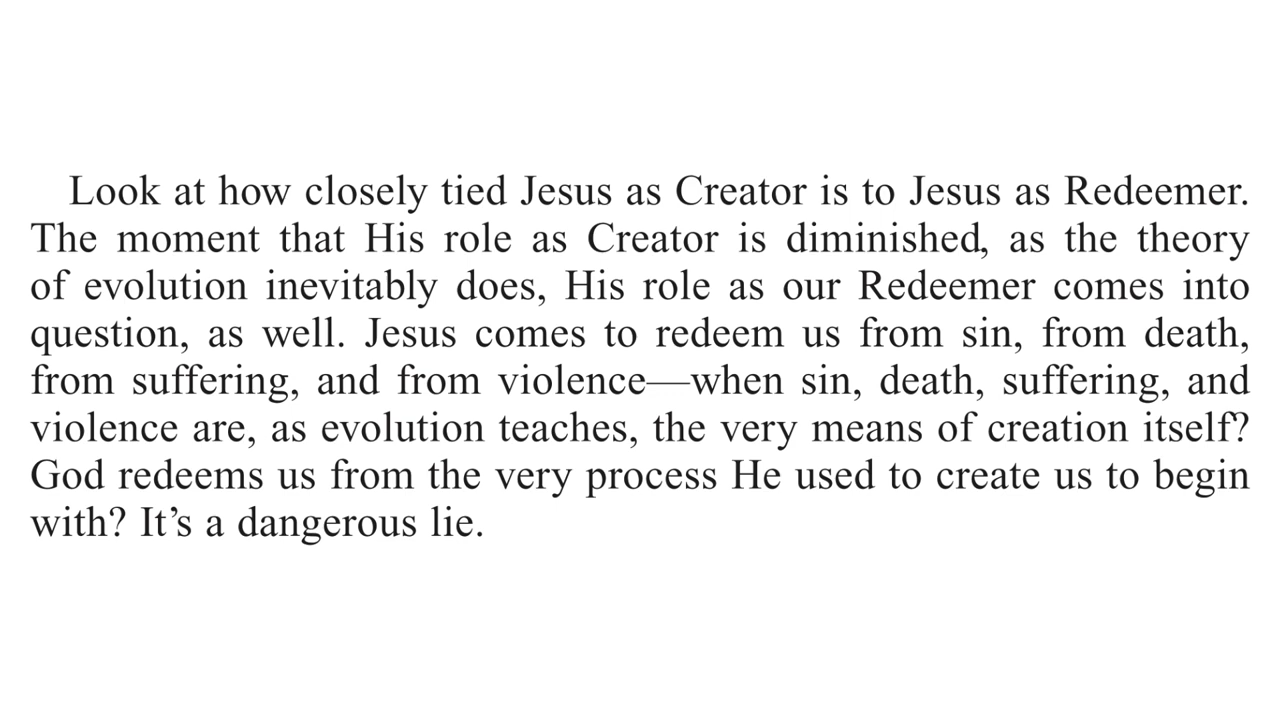 Look at how closely tied Jesus as Creator is to Jesus as Redeemer.
The moment that His role as Creator is diminished, as the theory
of evolution inevitably does, His role as our Redeemer comes into
question, as well. Jesus comes to redeem us from sin, from death,
from suffering, and from violence—when sin, death, suffering, and
violence are, as evolution teaches, the very means of creation itself?
God redeems us from the very process He used to create us to begin
with? It’s a dangerous lie.